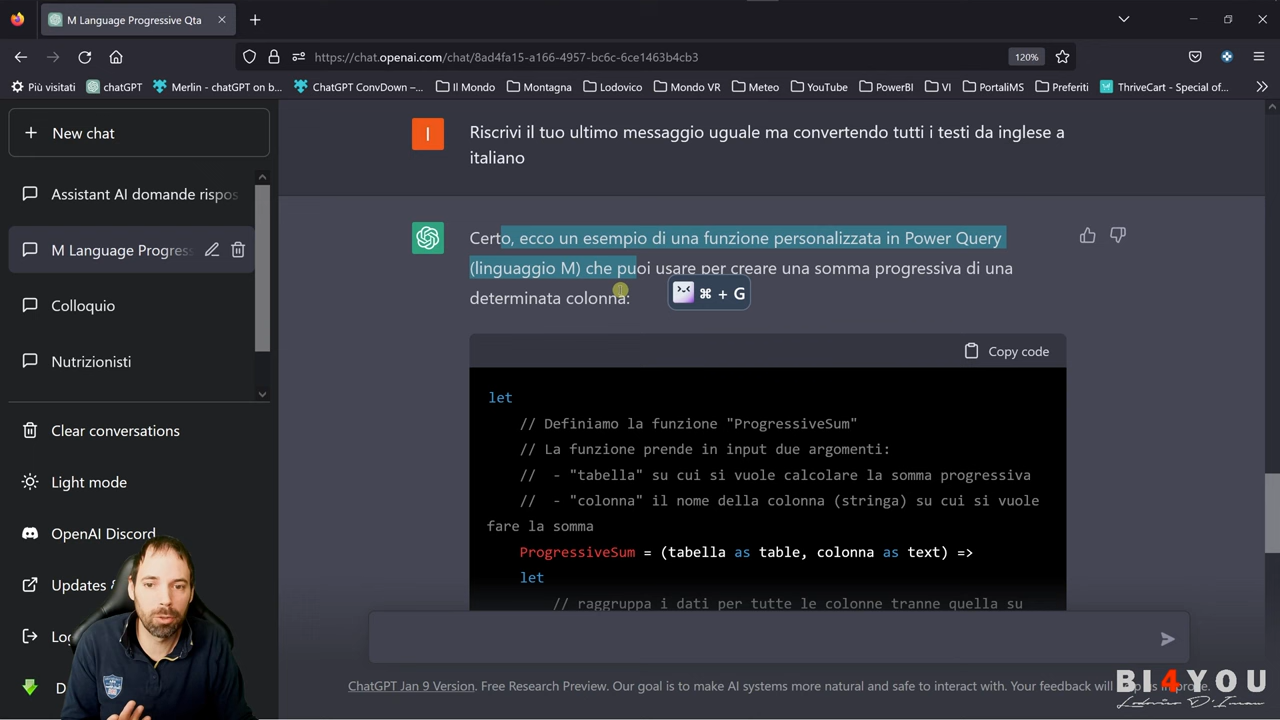 M Language Progressive Qta
https://chat.openai.com/chat/8ad4fa15-a166-4957-bc6c-6ce1463b4cb3
120%
Più visitati
chatGPT
Merlin - chatGPT on b...
ChatGPT ConvDown –...
Il Mondo
Montagna
Lodovico
Mondo VR
Meteo
YouTube
PowerBI
VI
PortaliMS
Preferiti
ThriveCart - Special of...
+ New chat
Assistant AI domande rispos
M Language Progress
Colloquio
Nutrizionisti
Clear conversations
Light mode
OpenAI Discord
Updates &
Lo
D
I
Riscrivi il tuo ultimo messaggio uguale ma convertendo tutti i testi da inglese a
italiano
Certo, ecco un esempio di una funzione personalizzata in Power Query
(linguaggio M) che puoi usare per creare una somma progressiva di una
determinata colonna:
⌘ + G
Copy code
let
// Definiamo la funzione "ProgressiveSum"
// La funzione prende in input due argomenti:
// - "tabella" su cui si vuole calcolare la somma progressiva
// - "colonna" il nome della colonna (stringa) su cui si vuole
fare la somma
ProgressiveSum = (tabella as table, colonna as text) =>
let
// raggruppa i dati per tutte le colonne tranne quella su
ChatGPT Jan 9 Version. Free Research Preview. Our goal is to make AI systems more natural and safe to interact with. Your feedback will
BI4YOU